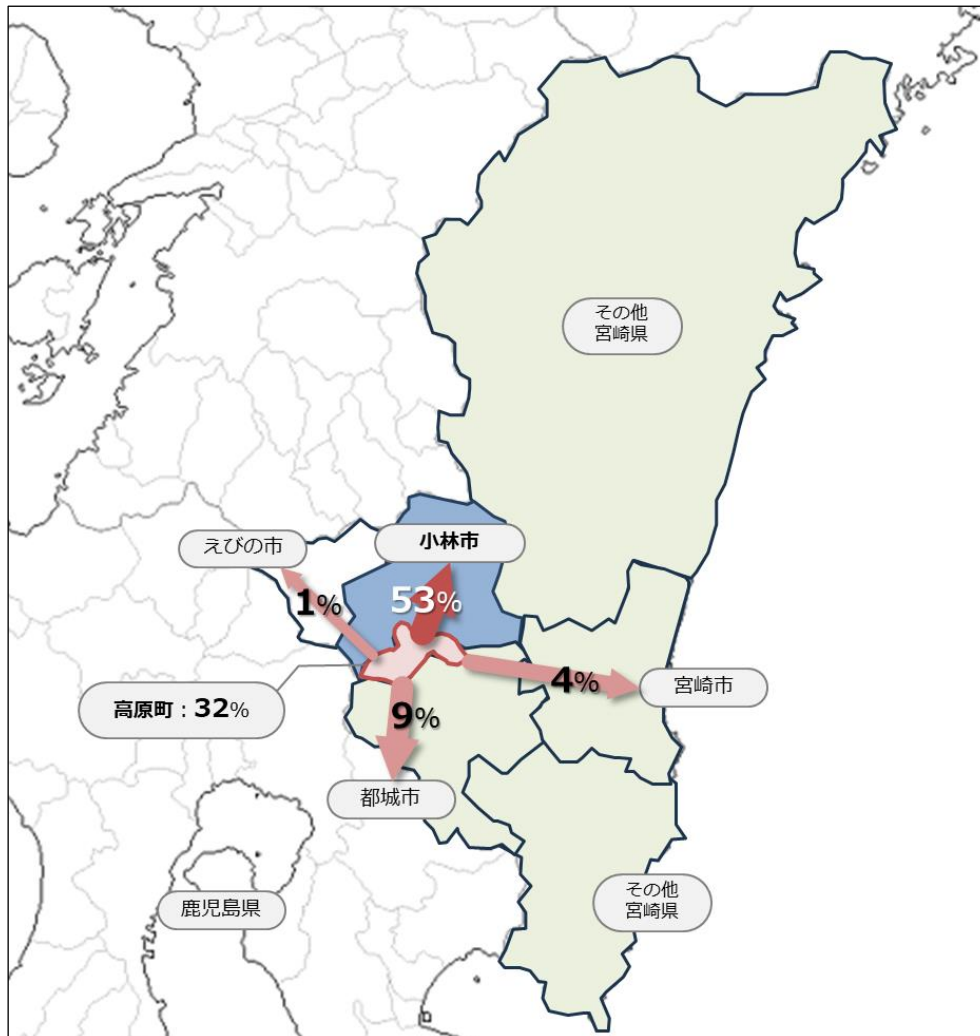 その他
宮崎県
えびの市
小林市
53%
1%
高原町：32%
4%
宮崎市
9%
都城市
鹿児島県
その他
宮崎県